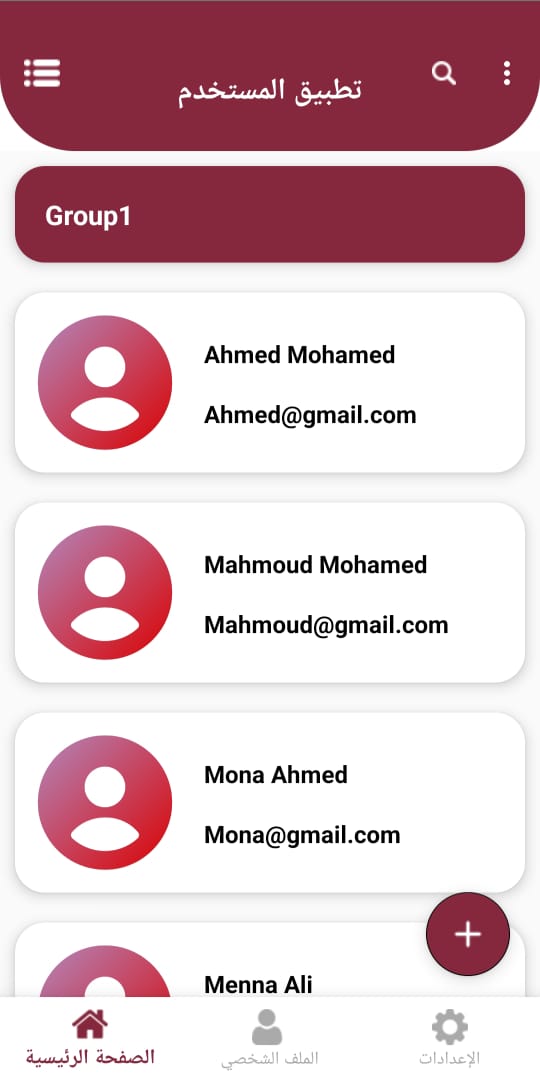 تطبيق المستخدم
Group1
Ahmed Mohamed
Ahmed@gmail.com
Mahmoud Mohamed
Mahmoud@gmail.com
Mona Ahmed
Mona@gmail.com
Menna Ali
الصفحة الرئيسية
الملف الشخصي
الإعدادات